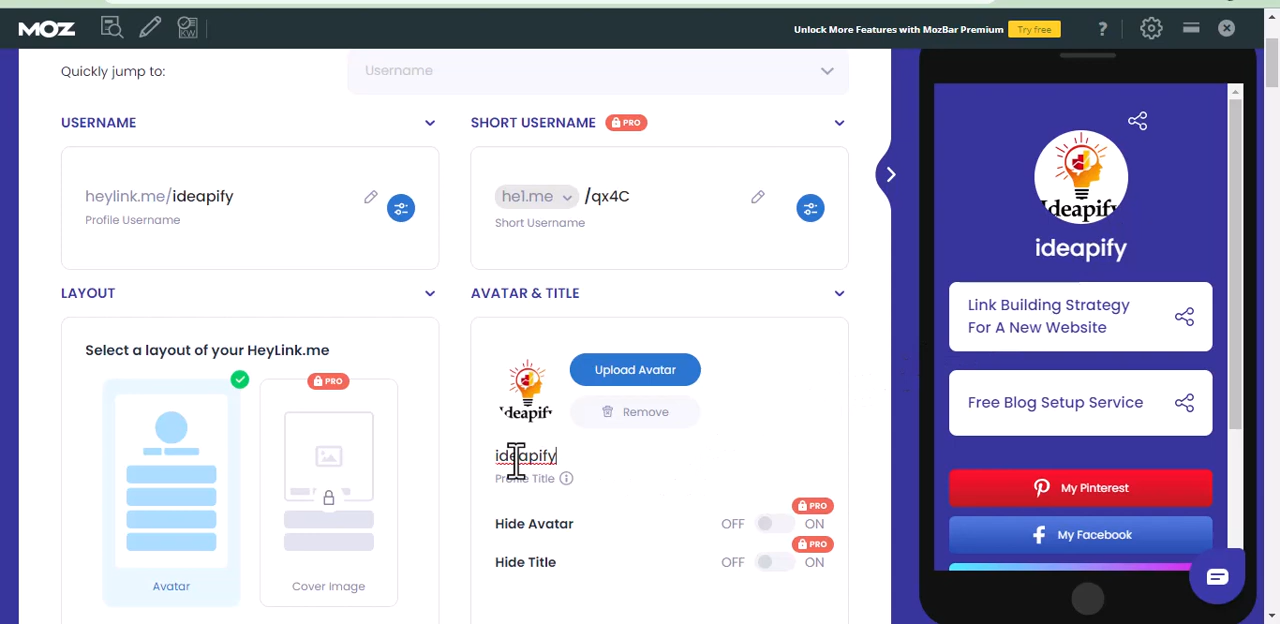 MOZ
KW
Unlock More Features with MozBar Premium
Try free
?
Quickly jump to:
Username
USERNAME
SHORT USERNAME
PRO
heylink.me/ideapify
Profile Username
he1.me
/qx4C
Short Username
LAYOUT
AVATAR & TITLE
Select a layout of your HeyLink.me
PRO
Avatar
Cover Image
Ideapify
Upload Avatar
Remove
ideapify
Profile Title
PRO
Hide Avatar
OFF
ON
PRO
Hide Title
OFF
ON
Ideapify
ideapify
Link Building Strategy
For A New Website
Free Blog Setup Service
My Pinterest
My Facebook